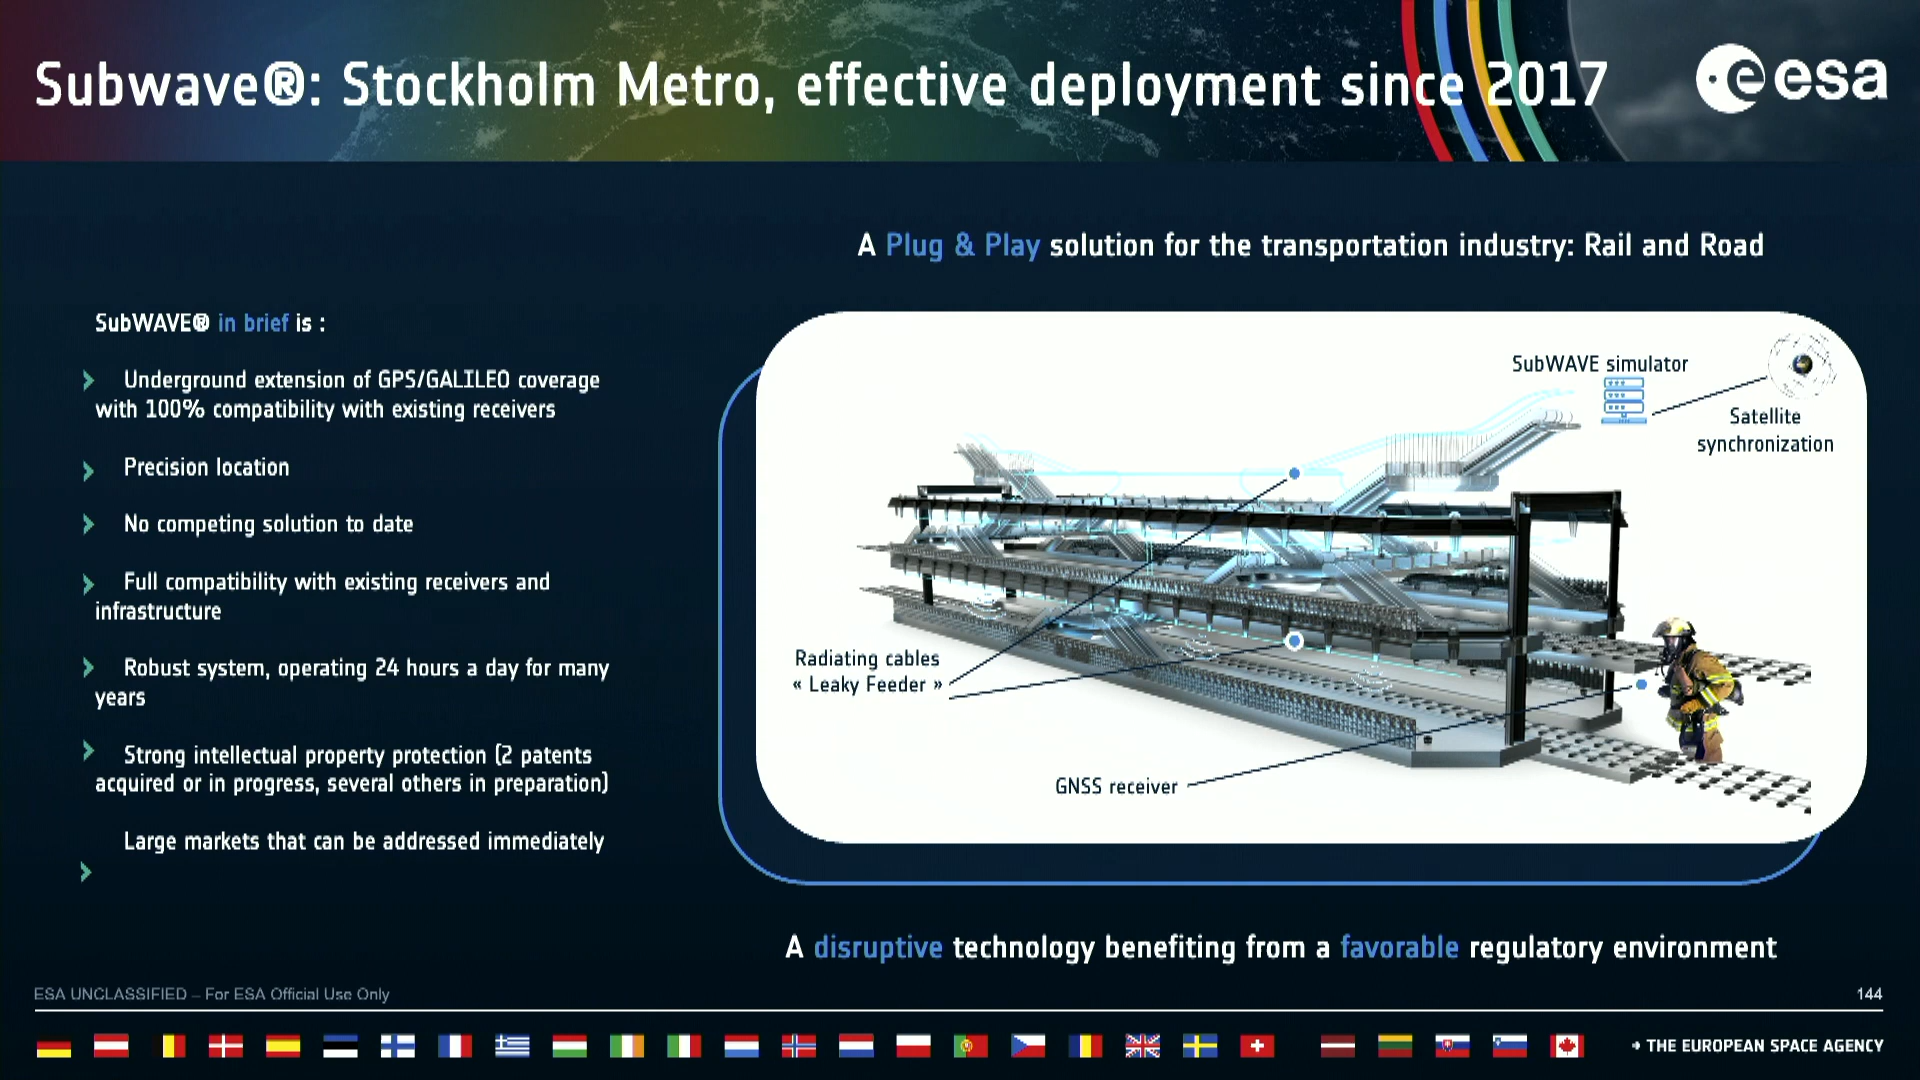 Subwave®: Stockholm Metro, effective deployment since 2017
esa
A Plug & Play solution for the transportation industry: Rail and Road
SubWAVE® in brief is :
Underground extension of GPS/GALILEO coverage
with 100% compatibility with existing receivers
Precision location
No competing solution to date
Full compatibility with existing receivers and
infrastructure
Robust system, operating 24 hours a day for many
years
Strong intellectual property protection (2 patents
acquired or in progress, several others in preparation)
Large markets that can be addressed immediately
SubWAVE simulator
Satellite
synchronization
Radiating cables
« Leaky Feeder »
GNSS receiver
A disruptive technology benefiting from a favorable regulatory environment
ESA UNCLASSIFIED – For ESA Official Use Only
144
THE EUROPEAN SPACE AGENCY